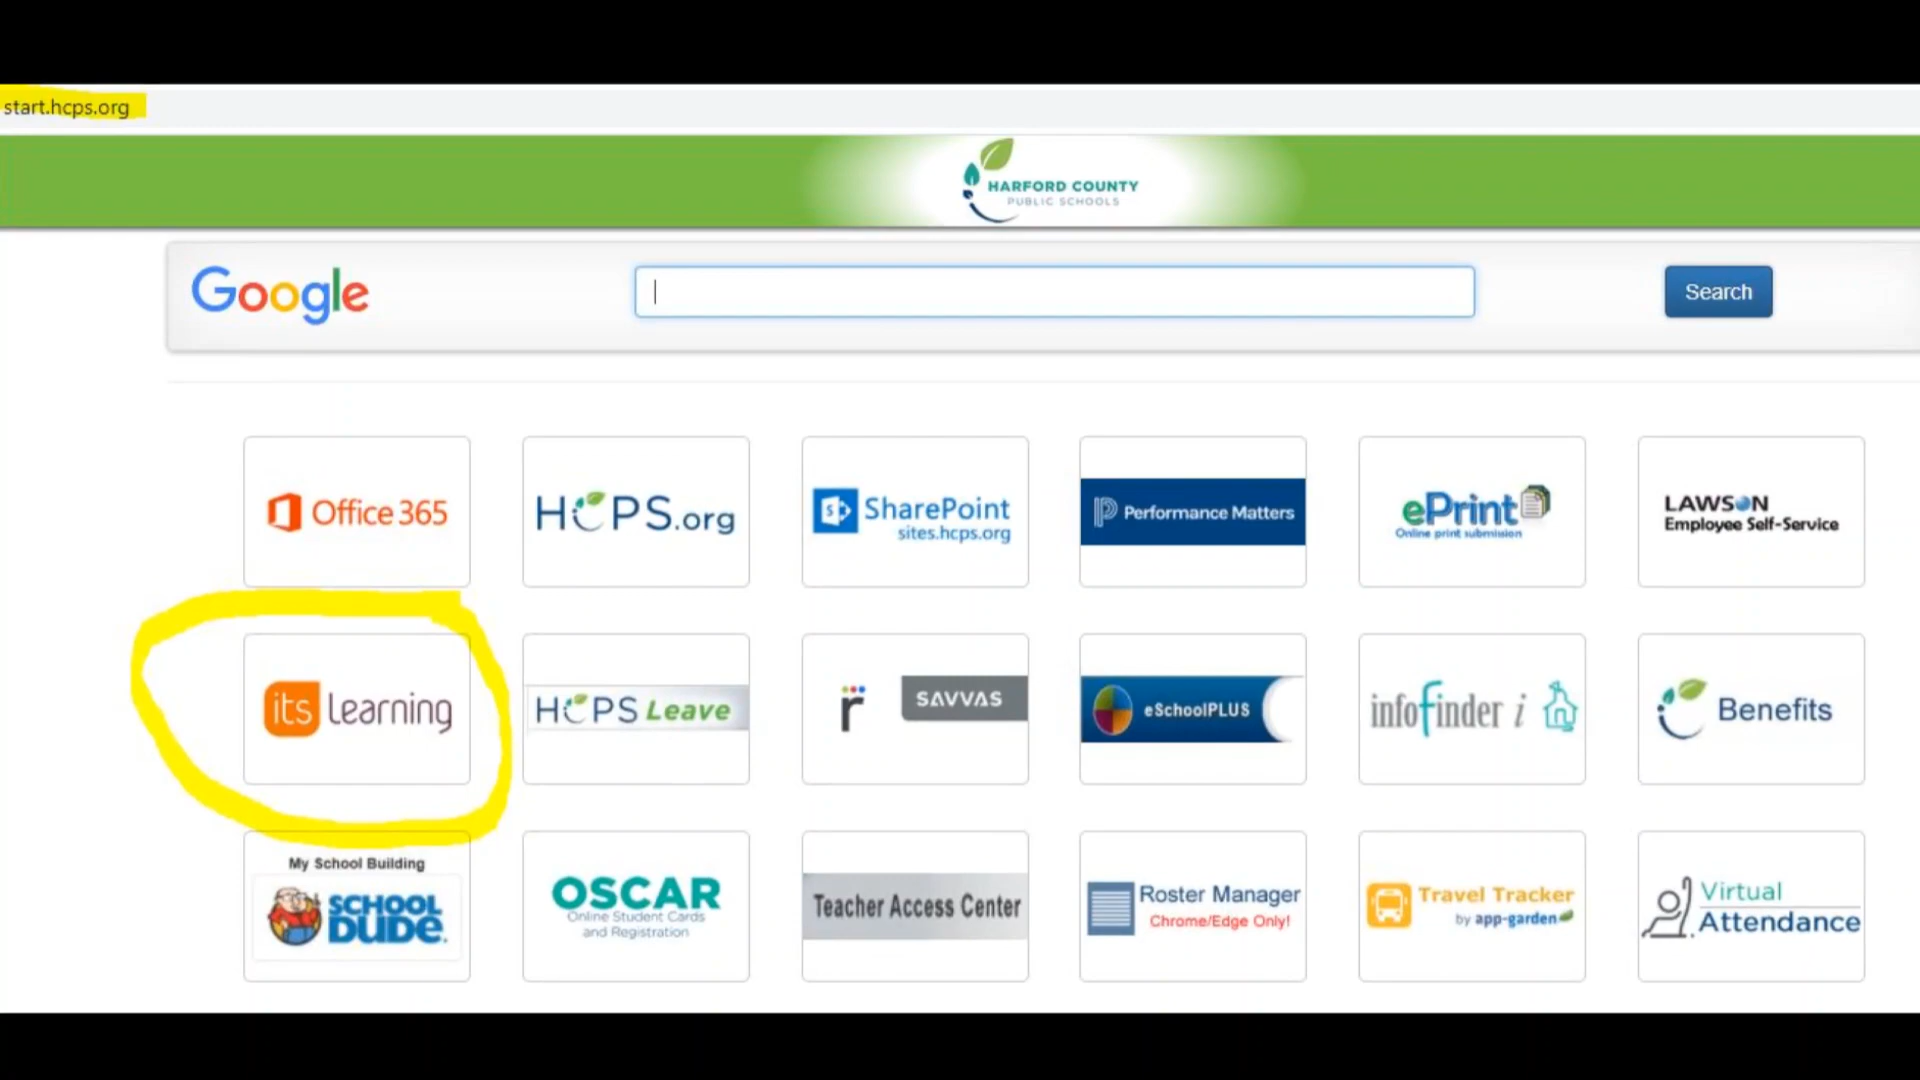 start.hcps.org
HARFORD COUNTY
PUBLIC SCHOOLS
Google
Search
Office 365
HCPS.org
SharePoint
sites.hcps.org
Performance Matters
ePrint
Online print submission
LAWSON
Employee Self-Service
its Learning
HCPS Leave
r
SAVVAS
eSchoolPLUS
infofinder i
Benefits
My School Building
SCHOOL
DUDE
OSCAR
Online Student Cards
and Registration
Teacher Access Center
Roster Manager
Chrome/Edge Only!
Travel Tracker
by app-garden
Virtual
Attendance